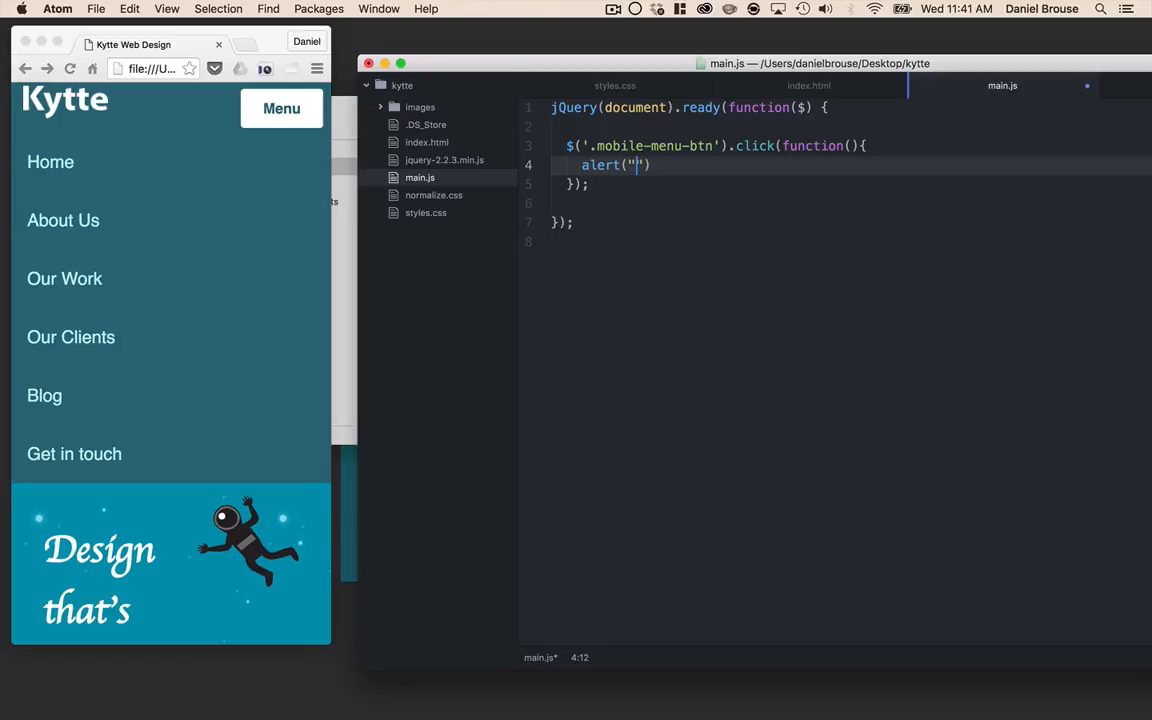 Atom File Edit View Selection Find Packages Window Help Wed 11:41 AM Daniel Brouse
Kytte Web Design
Daniel
file:///U...
Kytte
Menu
Home
About Us
Our Work
Our Clients
Blog
Get in touch
Design
that's
ts
main.js — /Users/danielbrouse/Desktop/kytte
kytte
images
.DS_Store
index.html
jquery-2.2.3.min.js
main.js
normalize.css
styles.css
styles.css index.html main.js
1 jQuery(document).ready(function($) {
2
3 $('.mobile-menu-btn').click(function(){
4 alert("")
5 });
6
7 });
8
main.js* 4:12